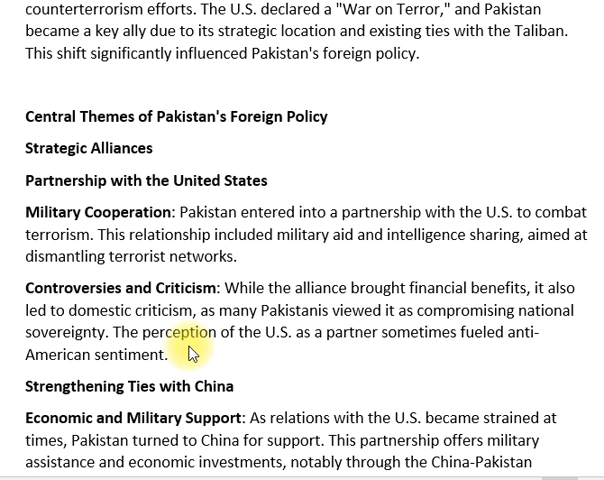 counterterrorism efforts. The U.S. declared a "War on Terror," and Pakistan
became a key ally due to its strategic location and existing ties with the Taliban.
This shift significantly influenced Pakistan's foreign policy.
Central Themes of Pakistan's Foreign Policy
Strategic Alliances
Partnership with the United States
Military Cooperation: Pakistan entered into a partnership with the U.S. to combat
terrorism. This relationship included military aid and intelligence sharing, aimed at
dismantling terrorist networks.
Controversies and Criticism: While the alliance brought financial benefits, it also
led to domestic criticism, as many Pakistanis viewed it as compromising national
sovereignty. The perception of the U.S. as a partner sometimes fueled anti-
American sentiment.
Strengthening Ties with China
Economic and Military Support: As relations with the U.S. became strained at
times, Pakistan turned to China for support. This partnership offers military
assistance and economic investments, notably through the China-Pakistan